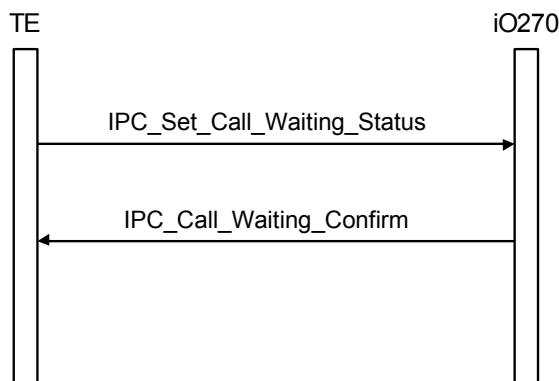 TE
iO270
IPC_Set_Call_Waiting_Status
IPC_Call_Waiting_Confirm